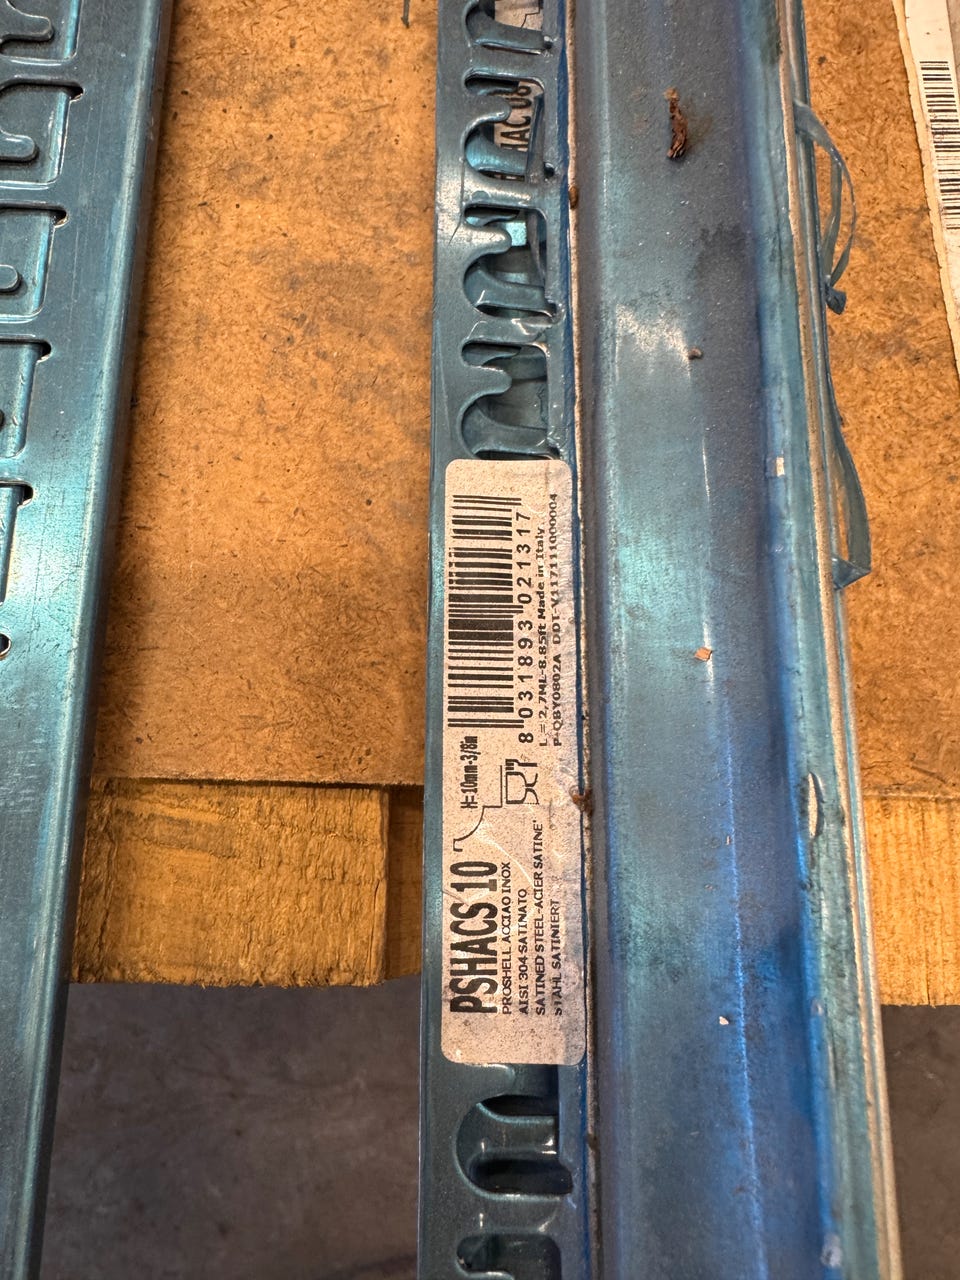 PSHACS 10
PROSHELL ACCIAO INOX
AISI 304-SATINATO
SATINED STEEL-ACIER SATINE'
STAHL SATINIERT
H=10mm-3/8in
8 031893 021317
L = 2,7ML-8.85ft Made in Italy
P-QBY0802A DDT-V117111000004